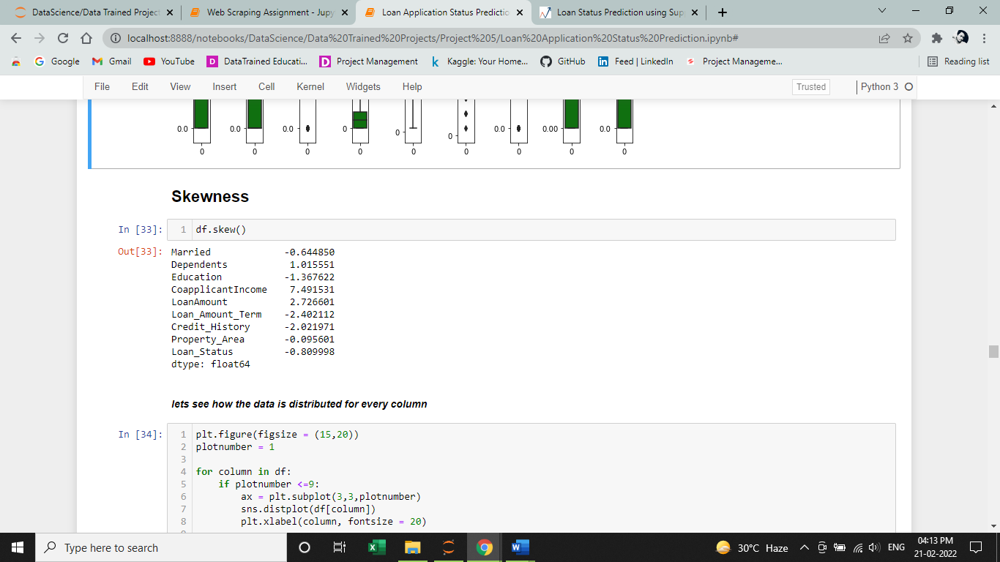 DataScience/Data Trained Project
Web Scraping Assignment - Jupy
Loan Application Status Predictio
Loan Status Prediction using Sup
localhost:8888/notebooks/DataScience/Data%20Trained%20Projects/Project%205/Loan%20Application%20Status%20Prediction.ipynb#
Google Gmail YouTube DataTrained Educati... Project Management Kaggle: Your Home... GitHub Feed | LinkedIn Project Manageme... Reading list
File Edit View Insert Cell Kernel Widgets Help Trusted Python 3
0.0 0.0 0.0 0 0 0 0.0 0.00 0.0
0 0 0 0 0 0 0 0 0
Skewness
In [33]: 1 df.skew()
Out[33]: Married -0.644850
Dependents 1.015551
Education -1.367622
CoapplicantIncome 7.491531
LoanAmount 2.726601
Loan_Amount_Term -2.402112
Credit_History -2.021971
Property_Area -0.095601
Loan_Status -0.809998
dtype: float64
lets see how the data is distributed for every column
In [34]: 1 plt.figure(figsize = (15,20))
2 plotnumber = 1
3
4 for column in df:
5 if plotnumber <=9:
6 ax = plt.subplot(3,3,plotnumber)
7 sns.distplot(df[column])
8 plt.xlabel(column, fontsize = 20)
Type here to search
30°C Haze
ENG
04:13 PM
21-02-2022